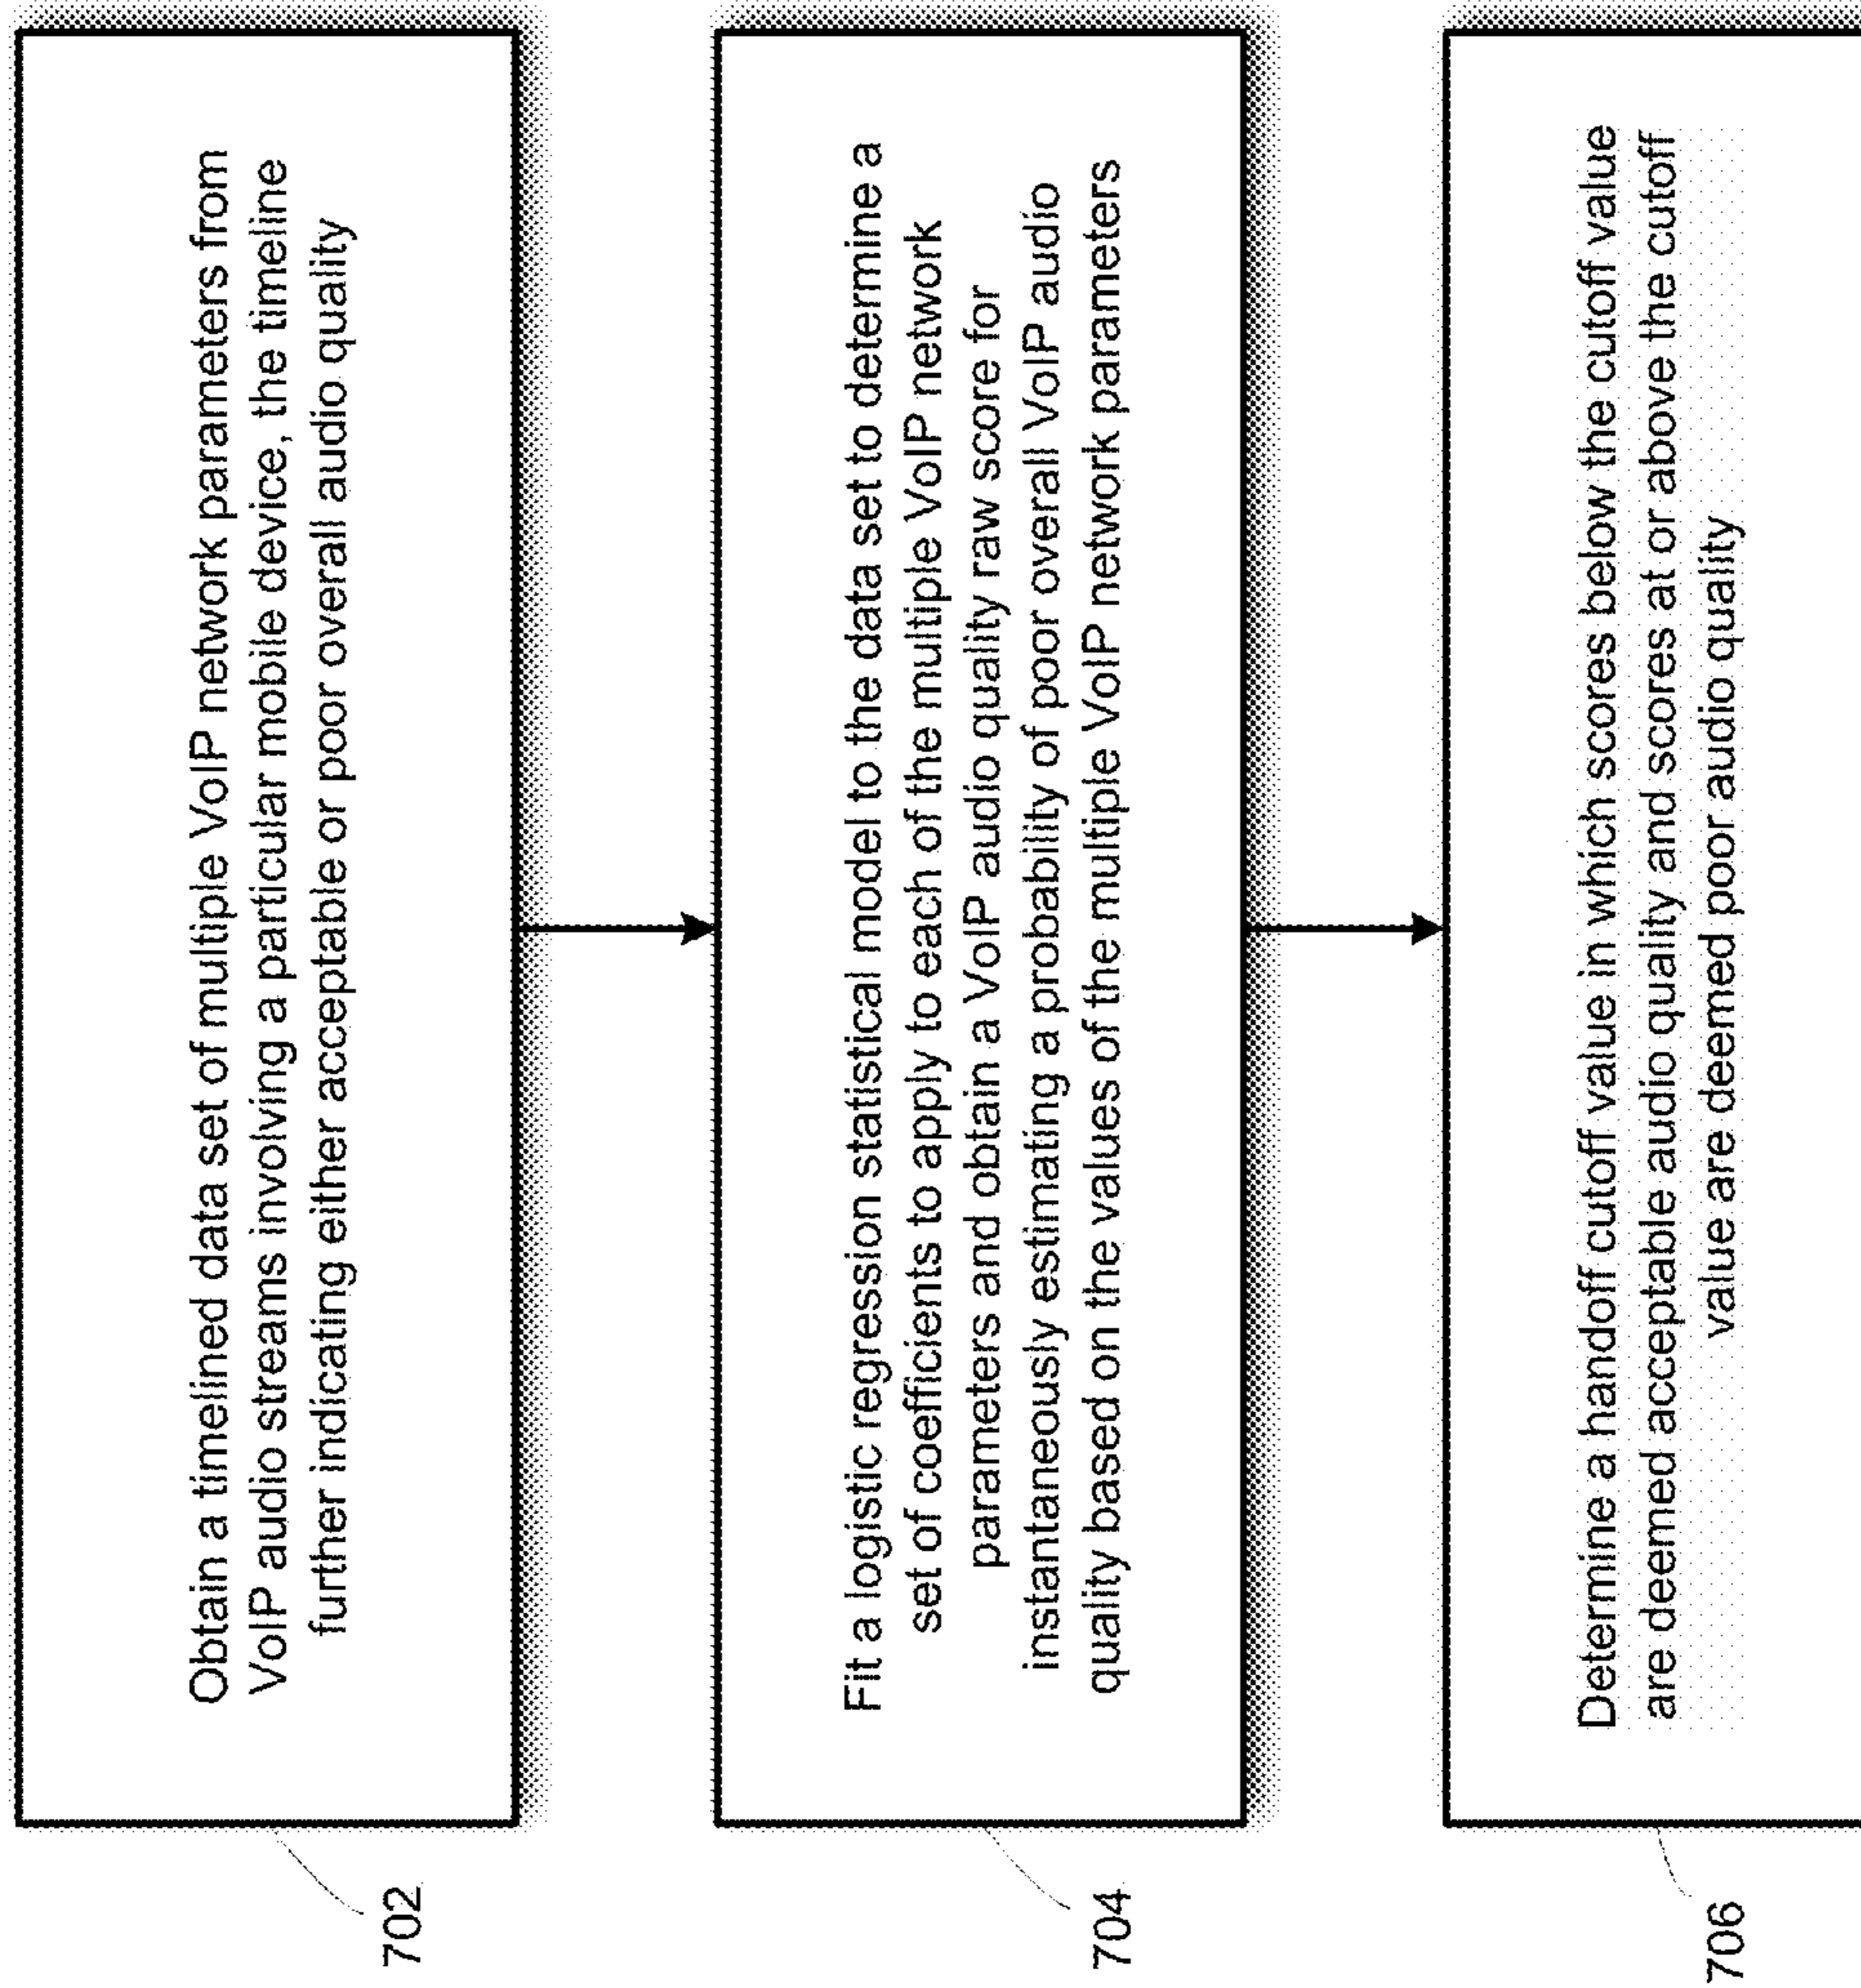 Obtain a timelined data set of multiple VoIP network parameters from
VoIP audio streams involving a particular mobile device, the timeline
further indicating either acceptable or poor overall audio quality
702
Fit a logistic regression statistical model to the data set to determine a
set of coefficients to apply to each of the multiple VoIP network
parameters and obtain a VoIP audio quality raw score for
instantaneously estimating a probability of poor overall VoIP audio
quality based on the values of the multiple VoIP network parameters
704
Determine a handoff cutoff value in which scores below the cutoff value
are deemed acceptable audio quality and scores at or above the cutoff
value are deemed poor audio quality
706